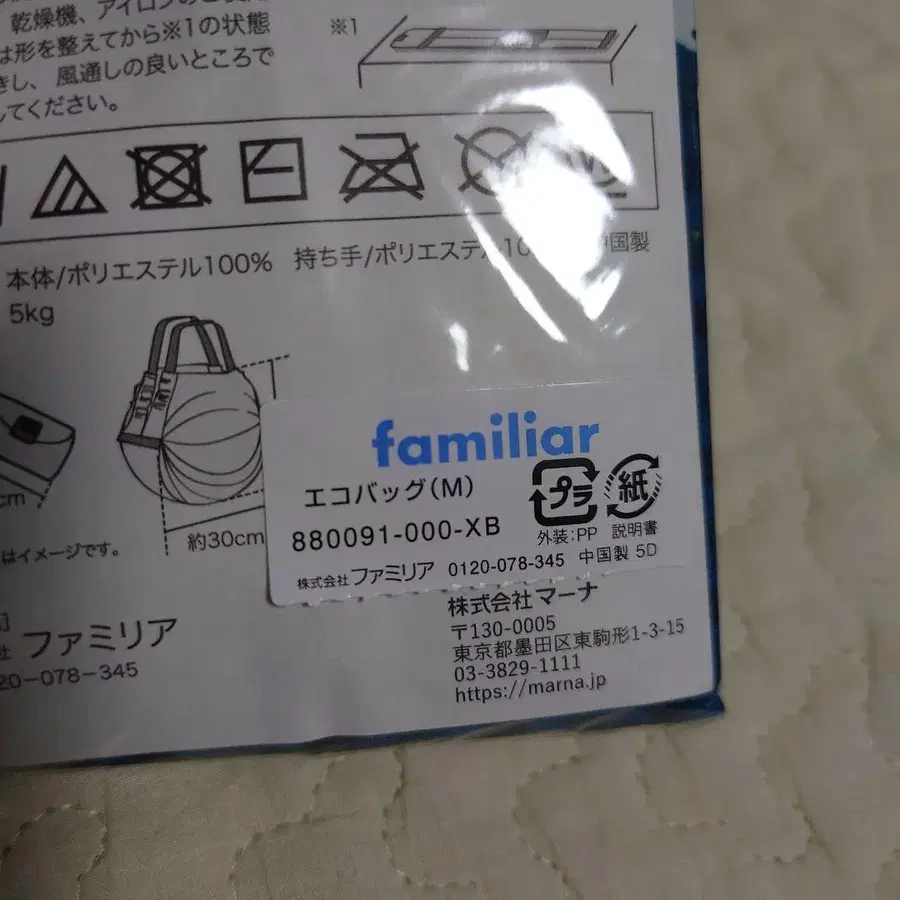 乾燥機、アイロンの
は形を整えてから※1の状態
きし、風通しの良いところで
してください。
※1
本体/ポリエステル100% 持ち手/ポリエステル10 中国製
5kg
cm
約30cm
はイメージです。
familiar
エコバッグ(M)
880091-000-XB
プラ 紙
外装:PP 説明書
株式会社ファミリア 0120-078-345 中国製 5D
ファミリア
20-078-345
株式会社マーナ
〒130-0005
東京都墨田区東駒形1-3-15
03-3829-1111
https://marna.jp